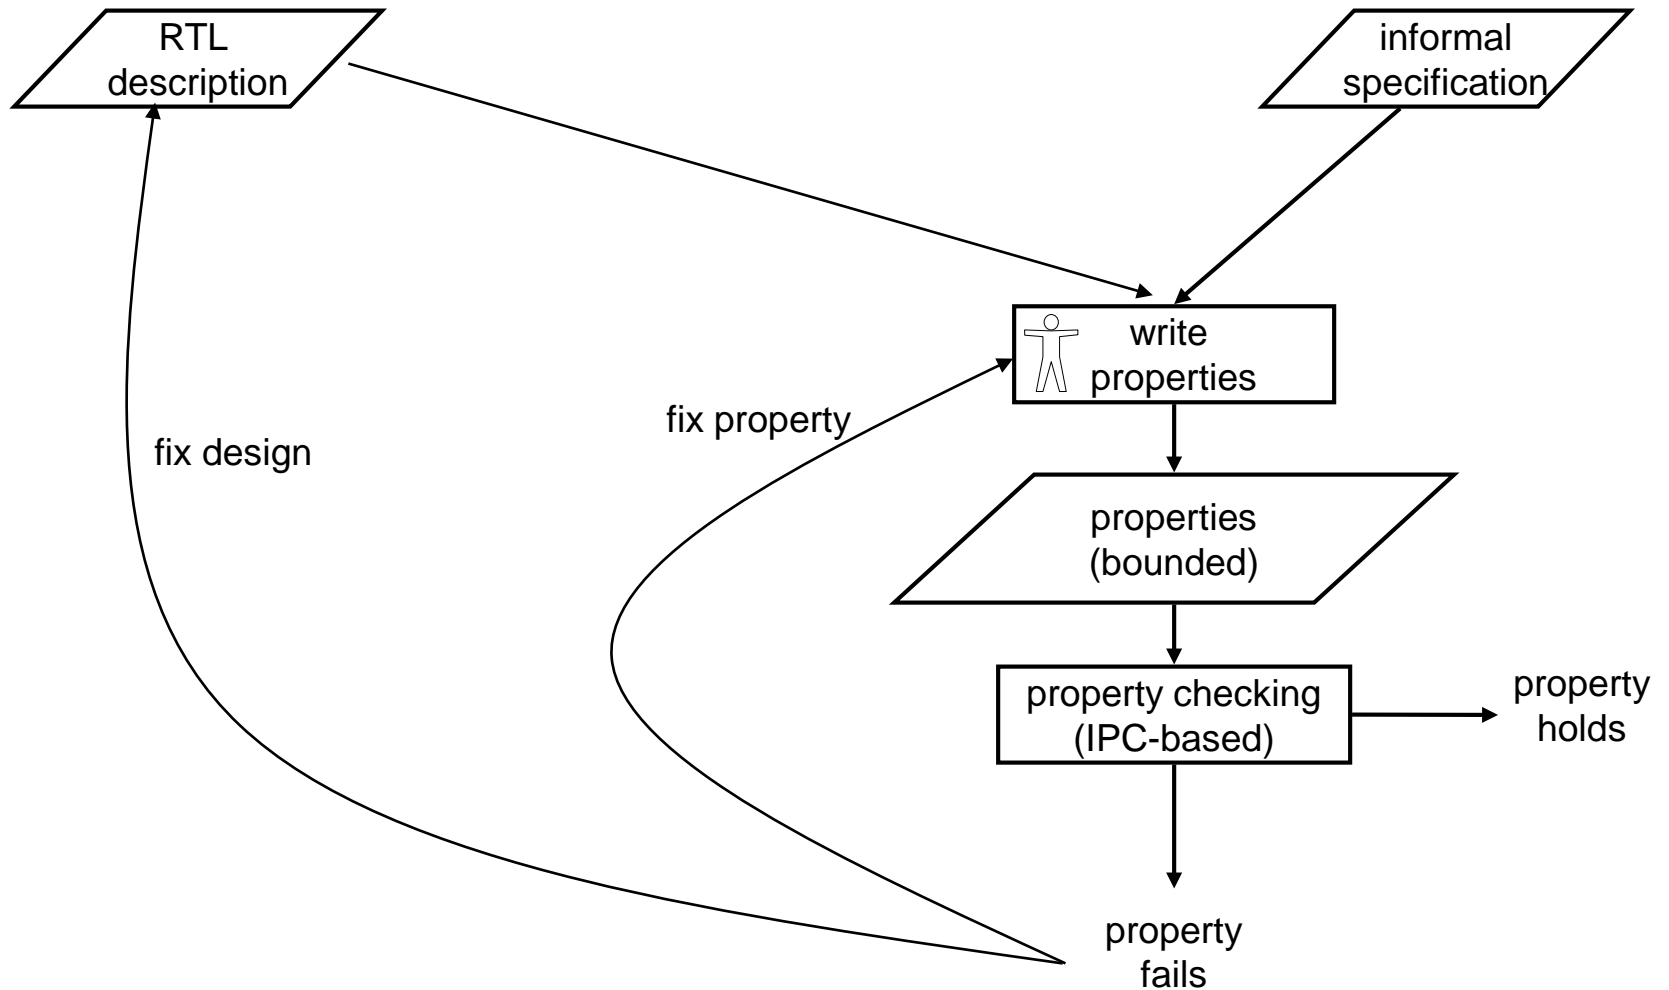 RTL
description
informal
specification
write
properties
fix property
fix design
properties
(bounded)
property checking
(IPC-based)
property
holds
property
fails